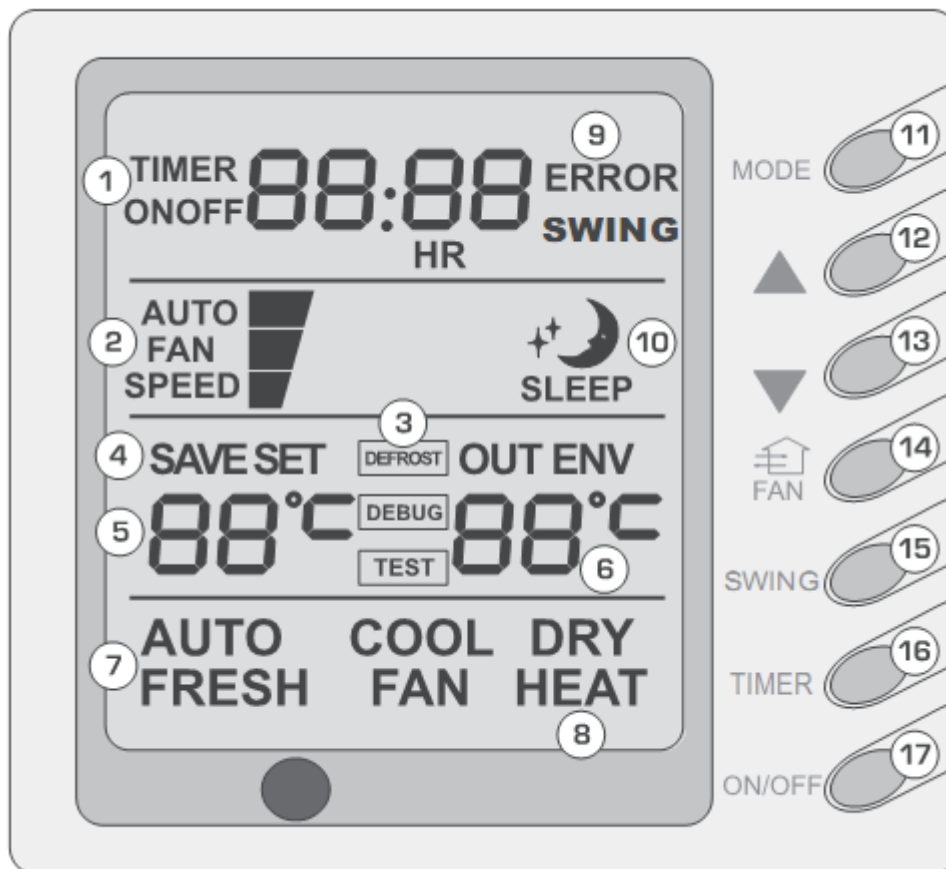 1 TIMER 88:88 9
ONOFF ERROR
HR SWING
2 AUTO
FAN 10
SPEED SLEEP
3
4 SAVE SET DEFROST OUT ENV
5 88°C DEBUG 88°C
TEST 6
7 AUTO COOL DRY
FRESH FAN HEAT
8
MODE 11
12
13
14
FAN
SWING 15
TIMER 16
ON/OFF 17